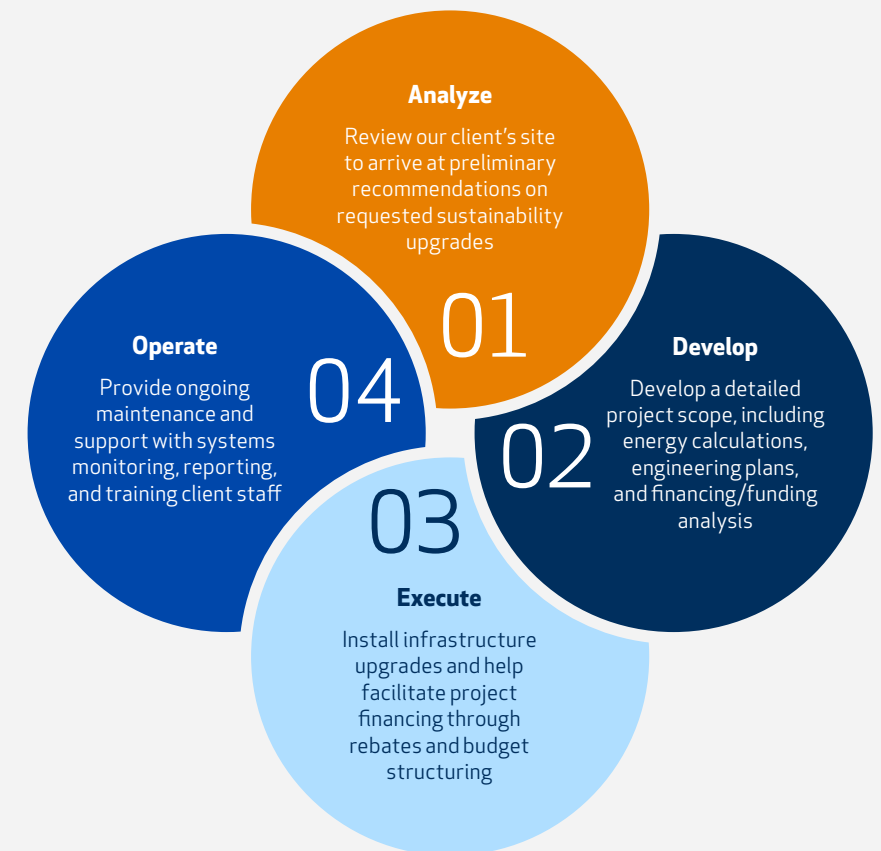 Analyze
Review our client's site
to arrive at preliminary
recommendations on
requested sustainability
upgrades
01
Develop
Develop a detailed
project scope, including
energy calculations,
engineering plans,
and financing/funding
analysis
02
03
Execute
Install infrastructure
upgrades and help
facilitate project
financing through
rebates and budget
structuring
Operate
Provide ongoing
maintenance and
support with systems
monitoring, reporting,
and training client staff
04